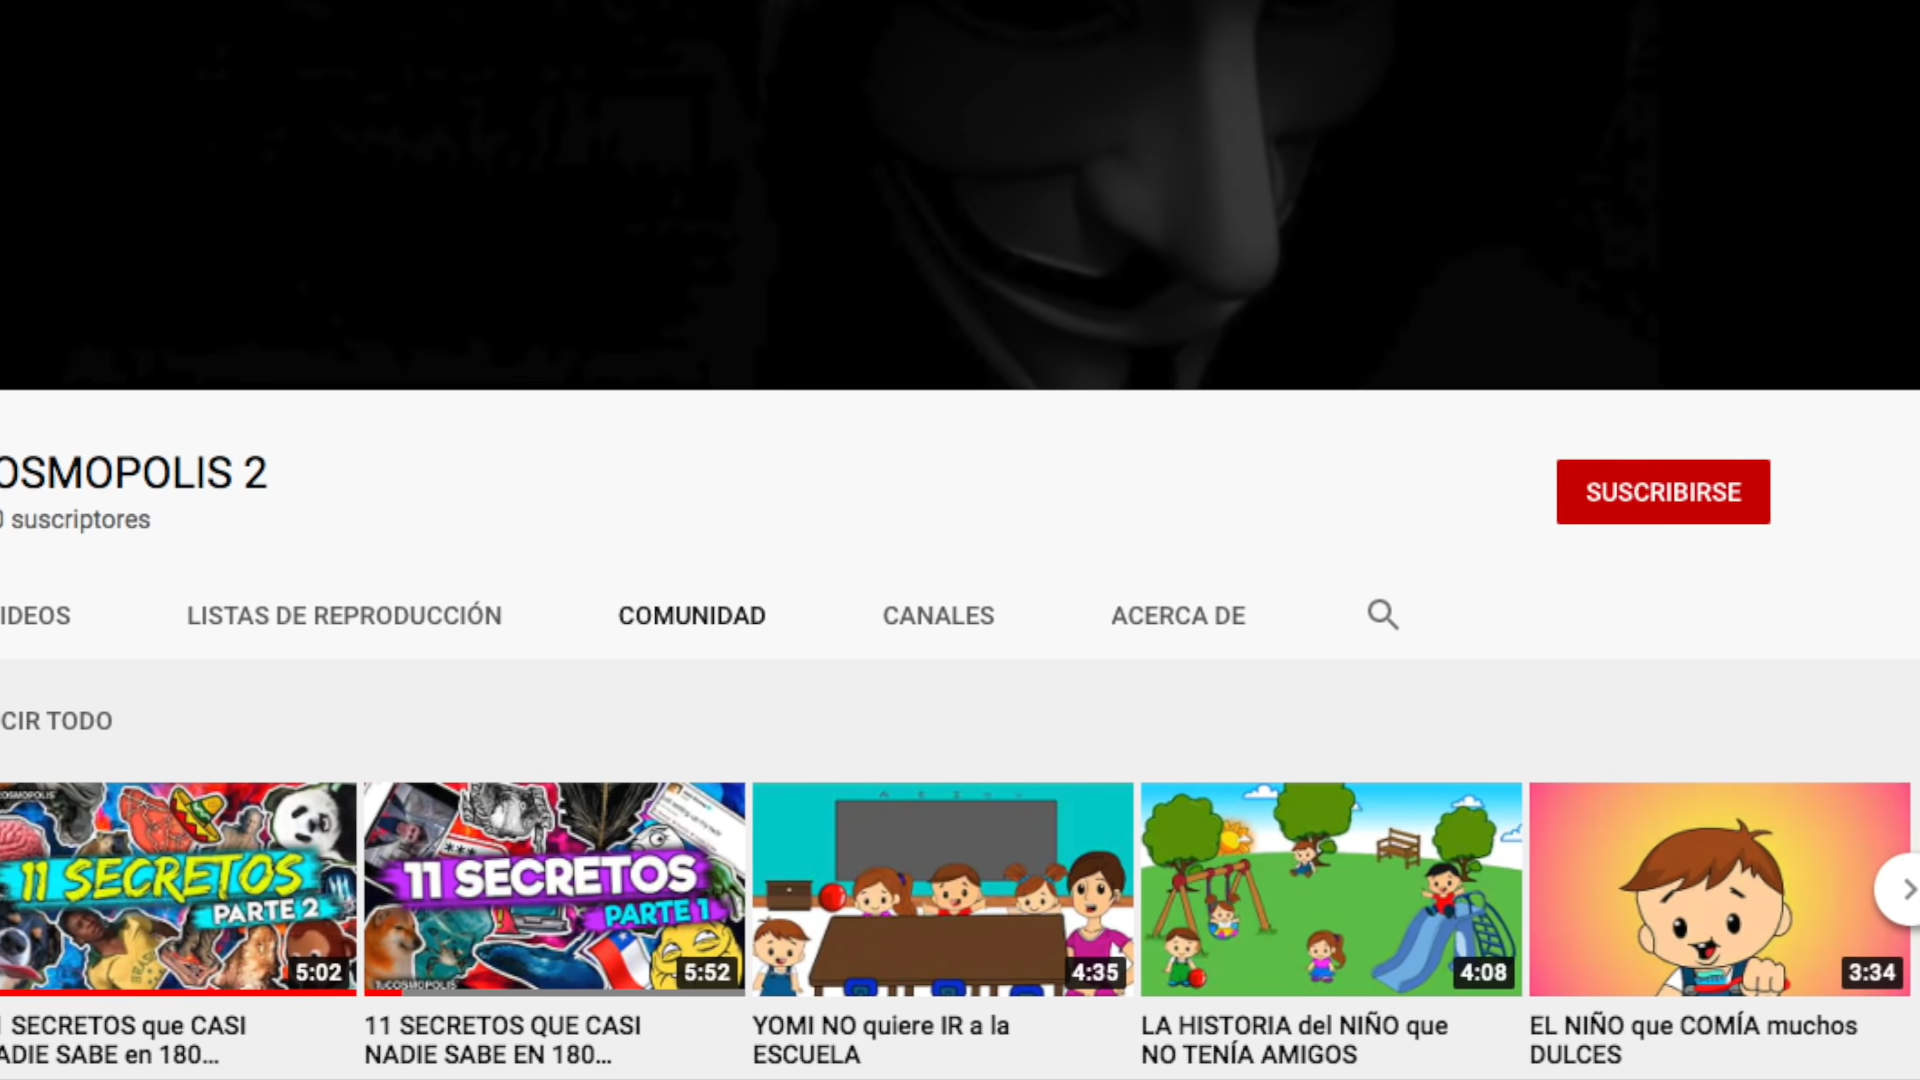 OSMOPOLIS 2
SUSCRIBIRSE
suscriptores
IDEOS
LISTAS DE REPRODUCCIÓN
COMUNIDAD
CANALES
ACERCA DE
CIR TODO
11 SECRETOS
PARTE 2
5:02
11 SECRETOS
PARTE 1
5:52
4:35
4:08
3:34
SECRETOS que CASI
ADIE SABE en 180...
11 SECRETOS QUE CASI
NADIE SABE EN 180...
YOMI NO quiere IR a la
ESCUELA
LA HISTORIA del NIÑO que
NO TENÍA AMIGOS
EL NIÑO que COMÍA muchos
DULCES